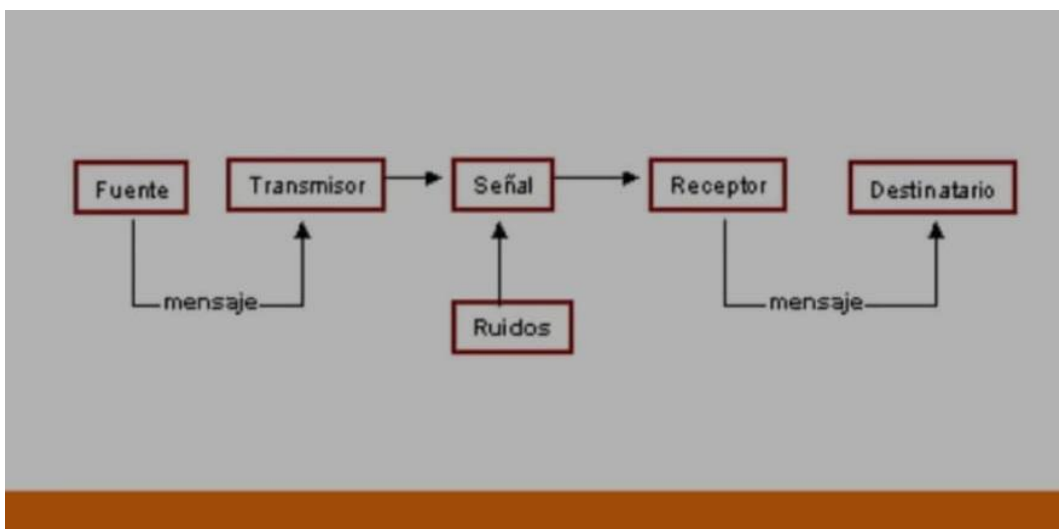 Fuente
Transmisor
Señal
Receptor
Destinatario
mensaje
mensaje
Ruidos